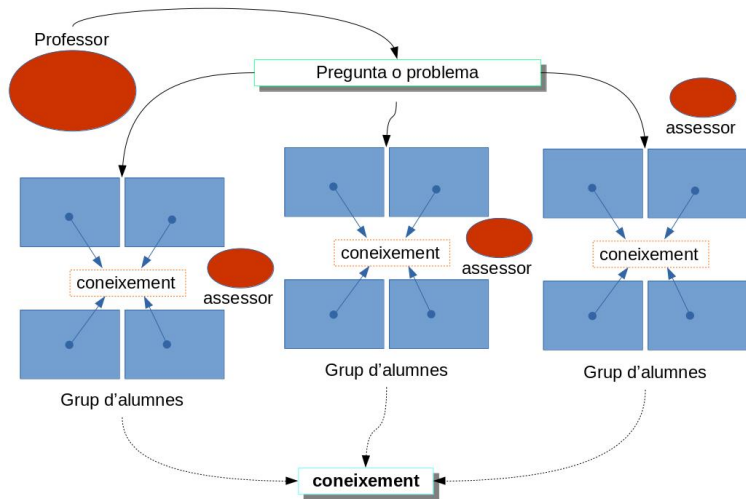 Professor
Pregunta o problema
assessor
coneixement
assessor
coneixement
assessor
coneixement
Grup d’alumnes
Grup d’alumnes
Grup d’alumnes
coneixement